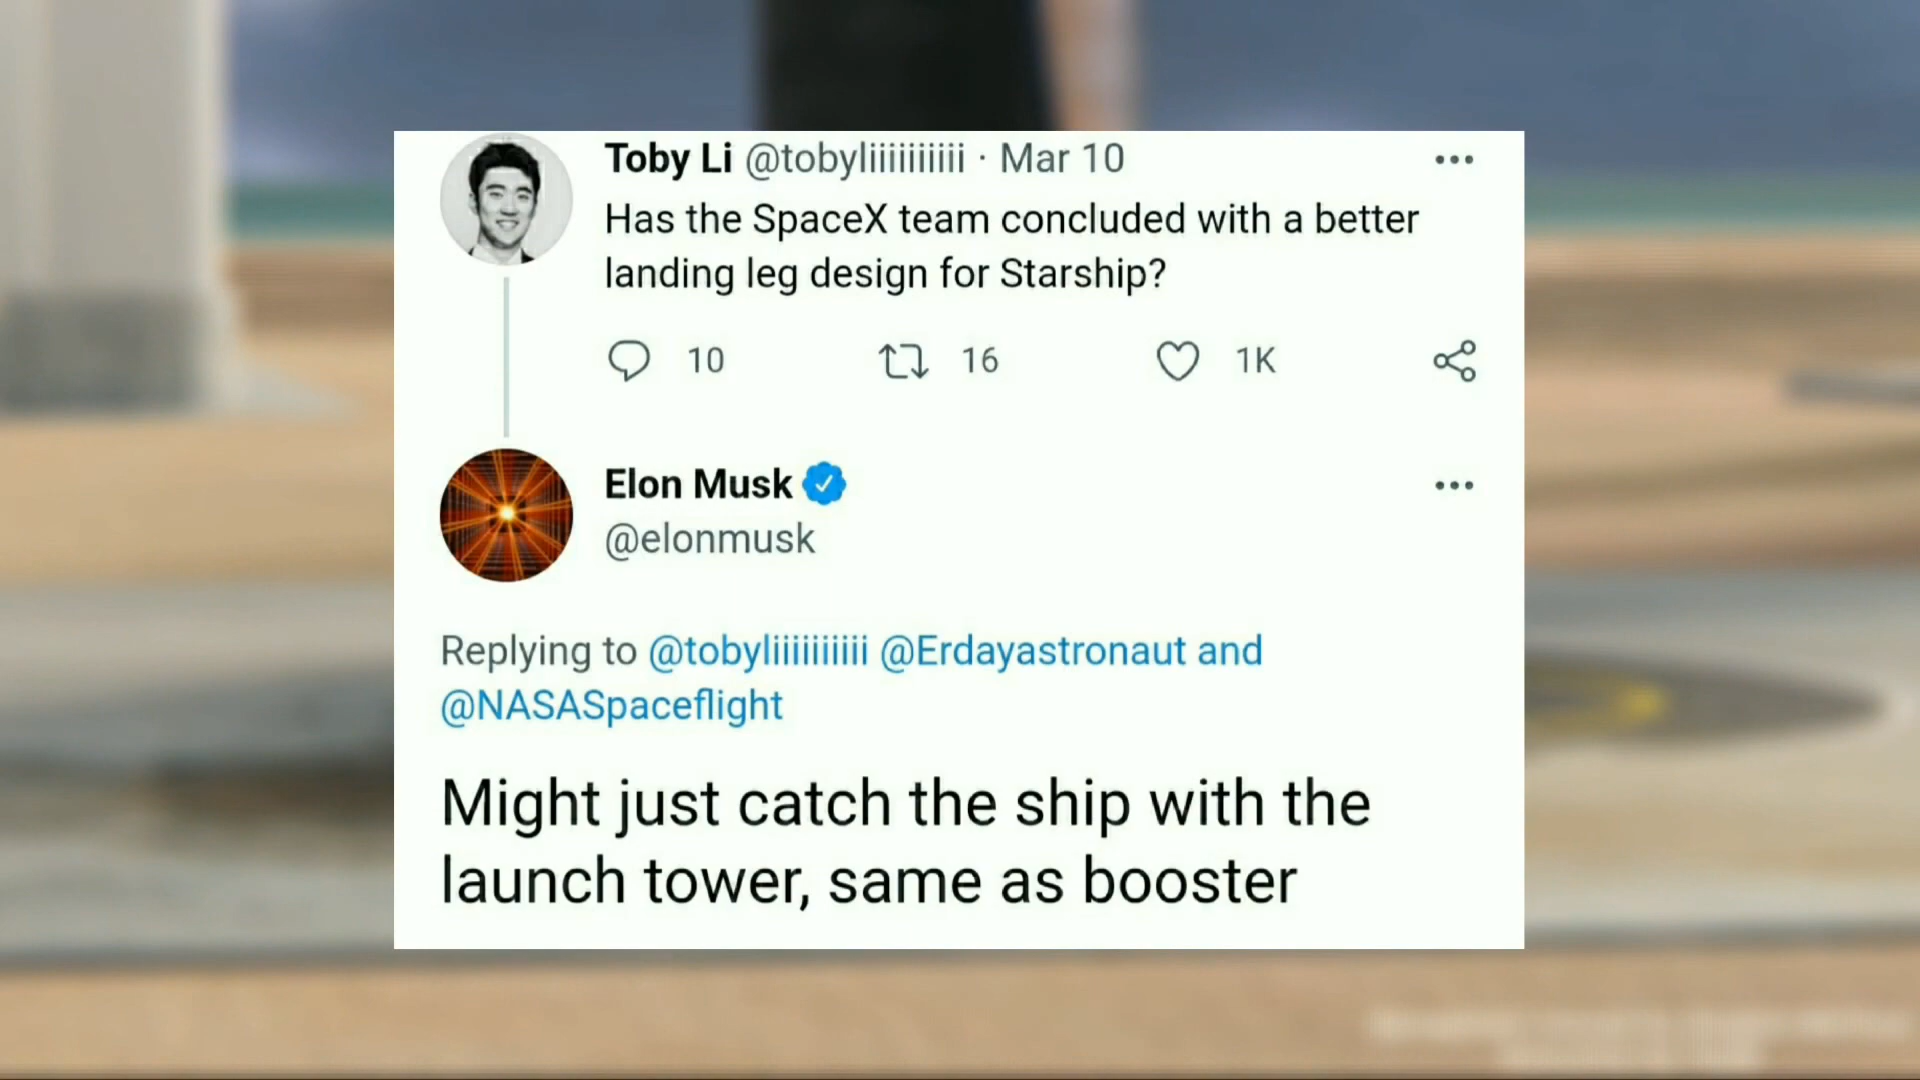 Toby Li @tobyliiiiiiiiiii · Mar 10
Has the SpaceX team concluded with a better
landing leg design for Starship?
10 16 1K
Elon Musk
@elonmusk
Replying to @tobyliiiiiiiiiii @Erdayastronaut and
@NASASpaceflight
Might just catch the ship with the
launch tower, same as booster